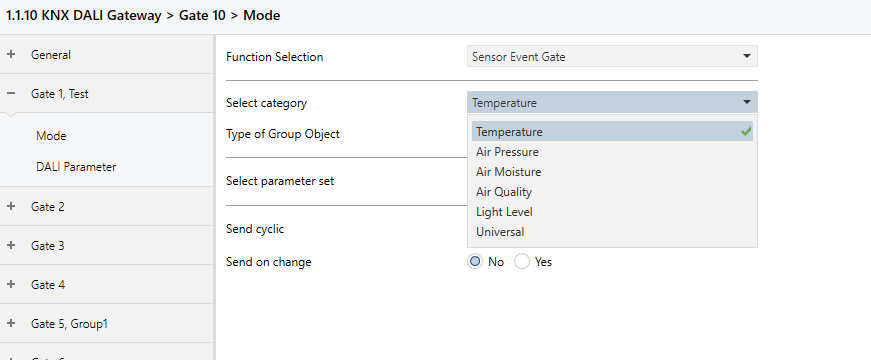 1.1.10 KNX DALI Gateway > Gate 10 > Mode
+ General
− Gate 1, Test
Mode
DALI Parameter
+ Gate 2
+ Gate 3
+ Gate 4
+ Gate 5, Group1
Function Selection
Sensor Event Gate
Select category
Temperature
Type of Group Object
Temperature
Air Pressure
Air Moisture
Air Quality
Light Level
Universal
Select parameter set
Send cyclic
Send on change
No Yes